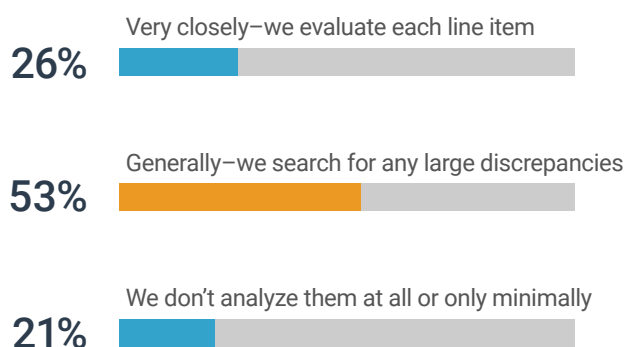 Very closely–we evaluate each line item
26%
Generally–we search for any large discrepancies
53%
We don’t analyze them at all or only minimally
21%